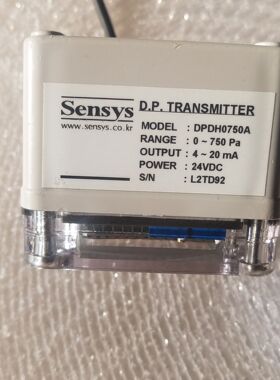 Sensys
www.sensys.co.kr
D.P. TRANSMITTER
MODEL : DPDH0750A
RANGE : 0 ~ 750 Pa
OUTPUT : 4 ~ 20 mA
POWER : 24VDC
S/N : L2TD92